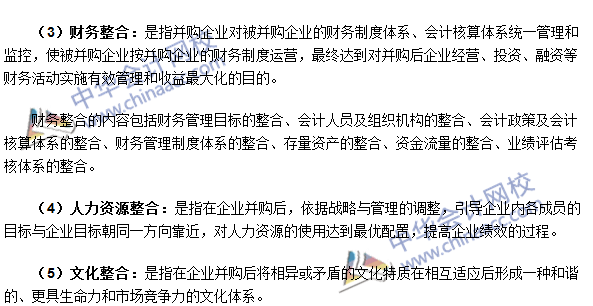 （3）财务整合：是指并购企业对被并购企业的财务制度体系、会计核算体系统一管理和
监控，使被并购企业按并购企业的财务制度运营，最终达到对并购后企业经营、投资、融资等
财务活动实施有效管理和收益最大化的目的。
财务整合的内容包括财务管理目标的整合、会计人员及组织机构的整合、会计政策及会计
核算体系的整合、财务管理制度体系的整合、存量资产的整合、资金流量的整合、业绩评估考
核体系的整合。
（4）人力资源整合：是指在企业并购后，依据战略与管理的调整，引导企业内各成员的
目标与企业目标朝同一方向靠近，对人力资源的使用达到最优配置，提高企业绩效的过程。
（5）文化整合：是指在企业并购后将相异或矛盾的文化特质在相互适应后形成一种和谐
的、更具生命力和市场竞争力的文化体系。
中华会计网校
中华会计网校